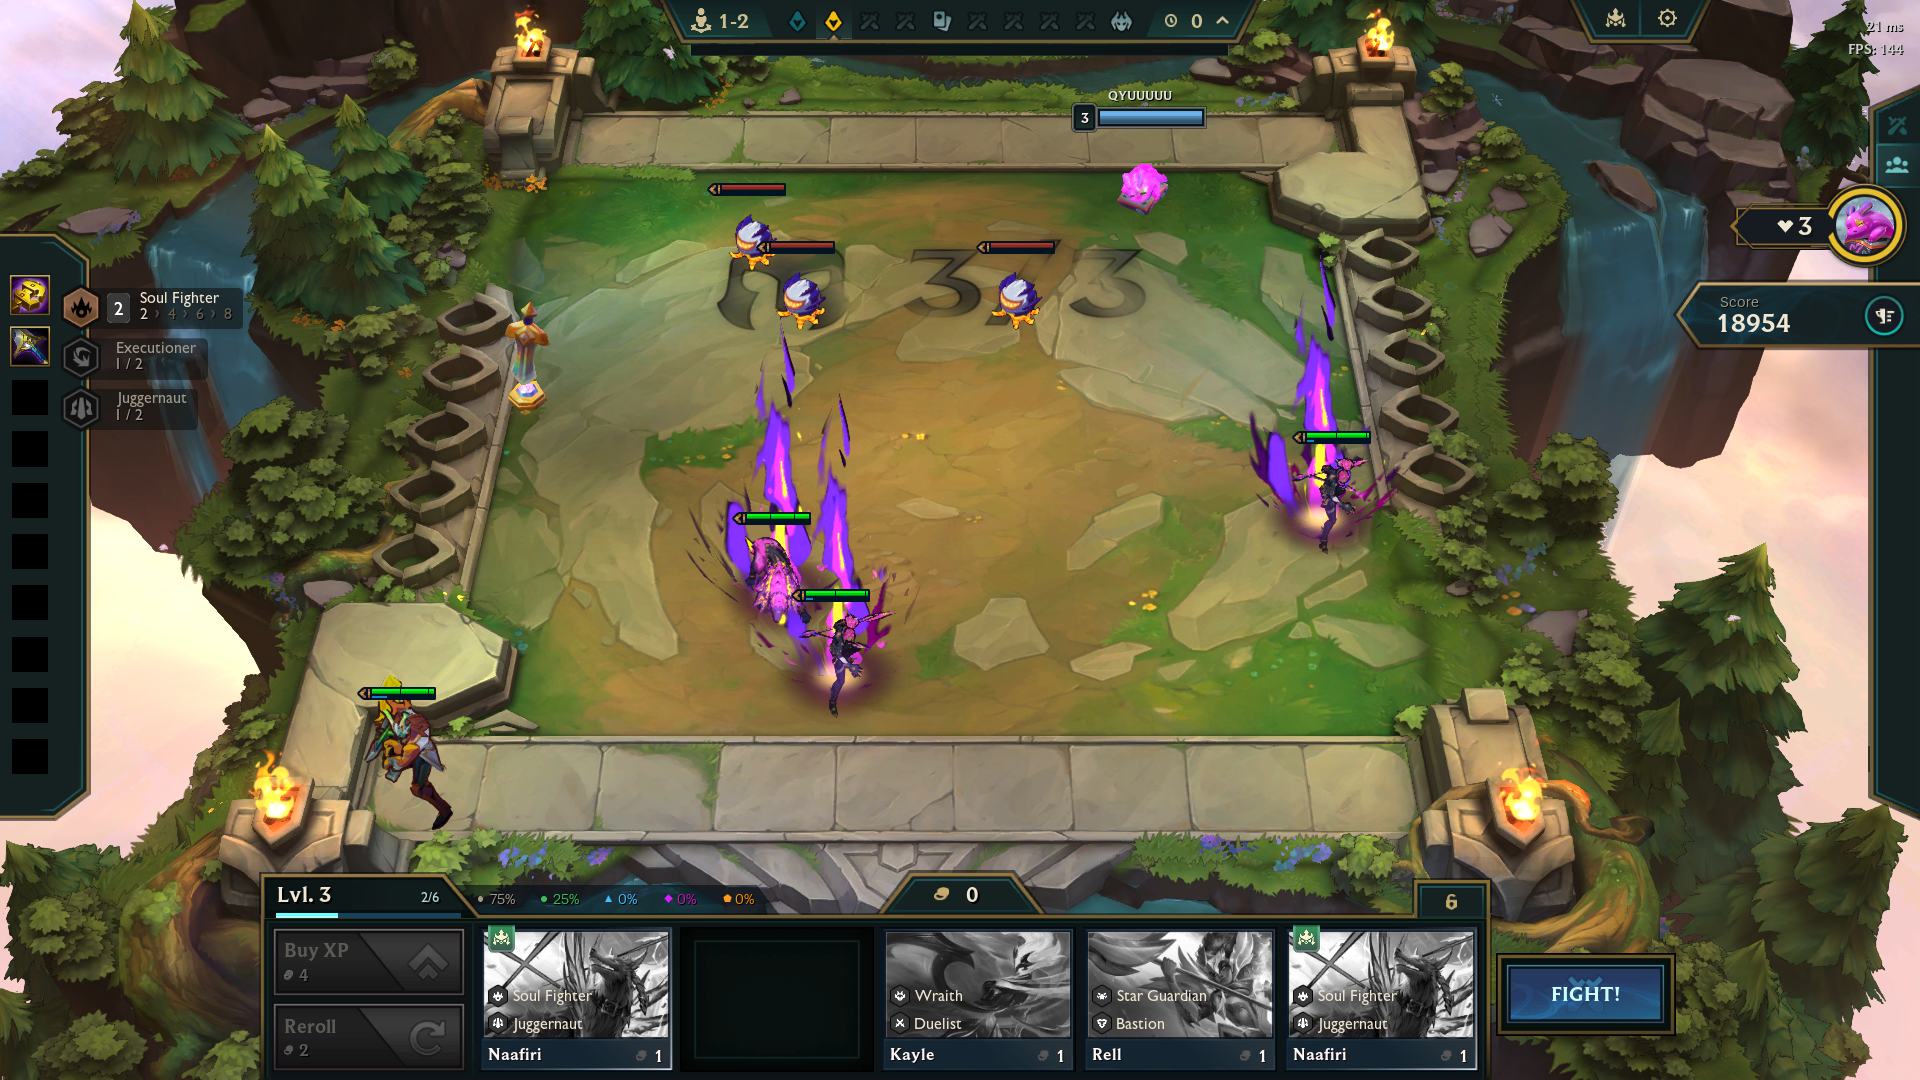 1-2
0
21 ms
FPS: 144
QYUUUUU
3
3
Score
18954
2
Soul Fighter
2 › 4 › 6 › 8
Executioner
1 / 2
Juggernaut
1 / 2
Lvl. 3
2/6
75%
25%
0%
0%
0%
0
6
Buy XP
4
Reroll
2
Soul Fighter
Juggernaut
Naafiri
1
Wraith
Duelist
Kayle
1
Star Guardian
Bastion
Rell
1
Soul Fighter
Juggernaut
Naafiri
1
FIGHT!